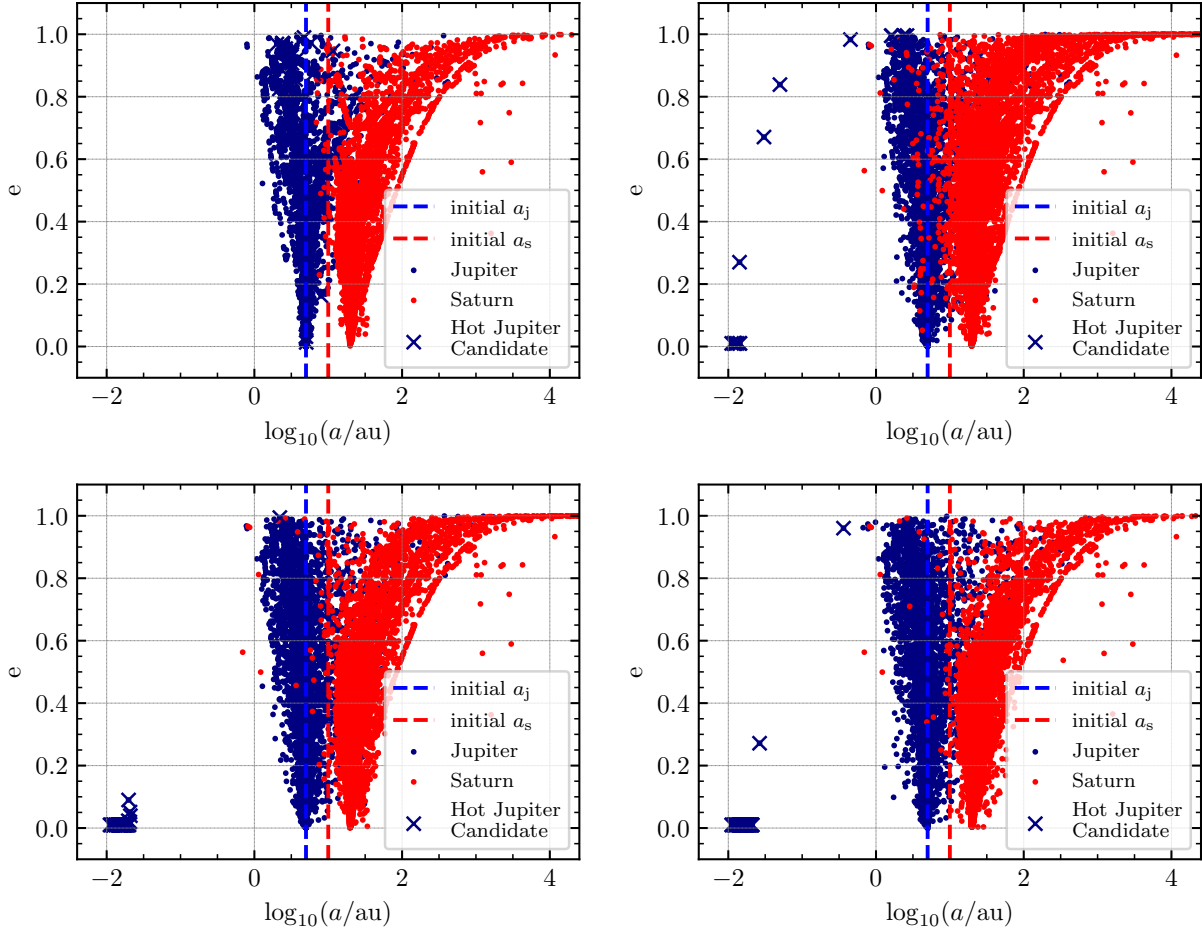 1.0
0.8
0.6
0.4
0.2
0.0
e
initial a_j
initial a_s
Jupiter
Saturn
Hot Jupiter
Candidate
−2 0 2 4
log₁₀(a/au)
1.0
0.8
0.6
0.4
0.2
0.0
e
initial a_j
initial a_s
Jupiter
Saturn
Hot Jupiter
Candidate
−2 0 2 4
log₁₀(a/au)
1.0
0.8
0.6
0.4
0.2
0.0
e
initial a_j
initial a_s
Jupiter
Saturn
Hot Jupiter
Candidate
−2 0 2 4
log₁₀(a/au)
1.0
0.8
0.6
0.4
0.2
0.0
e
initial a_j
initial a_s
Jupiter
Saturn
Hot Jupiter
Candidate
−2 0 2 4
log₁₀(a/au)